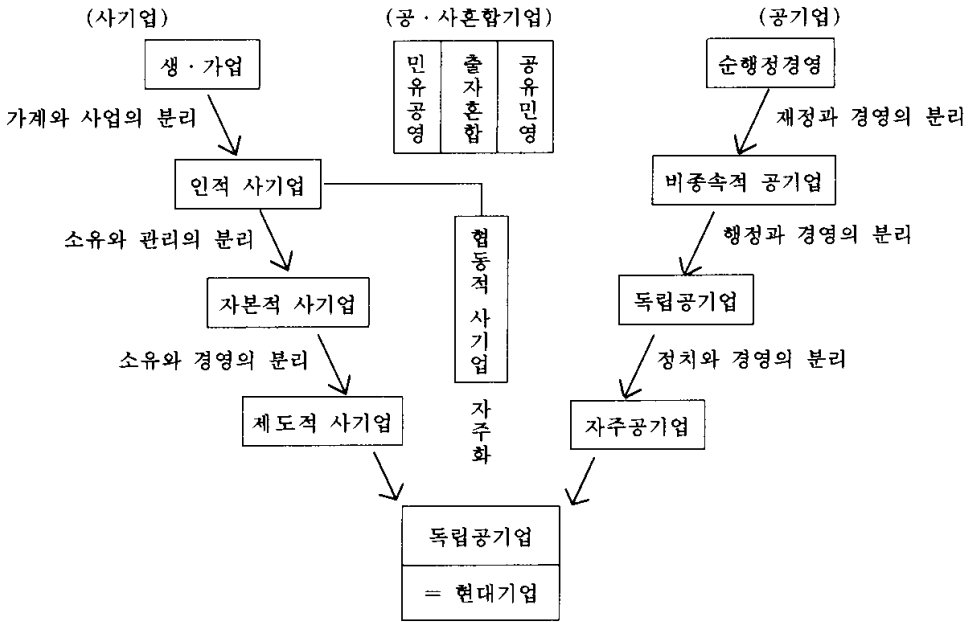 (사기업)
(공 · 사혼합기업)
(공기업)
생 · 가업
민유공영
출자혼합
공유민영
순행정경영
가계와 사업의 분리
재정과 경영의 분리
인적 사기업
비종속적 공기업
소유와 관리의 분리
협동적 사기업
행정과 경영의 분리
자본적 사기업
독립공기업
소유와 경영의 분리
정치와 경영의 분리
제도적 사기업
자주화
자주공기업
독립공기업
= 현대기업